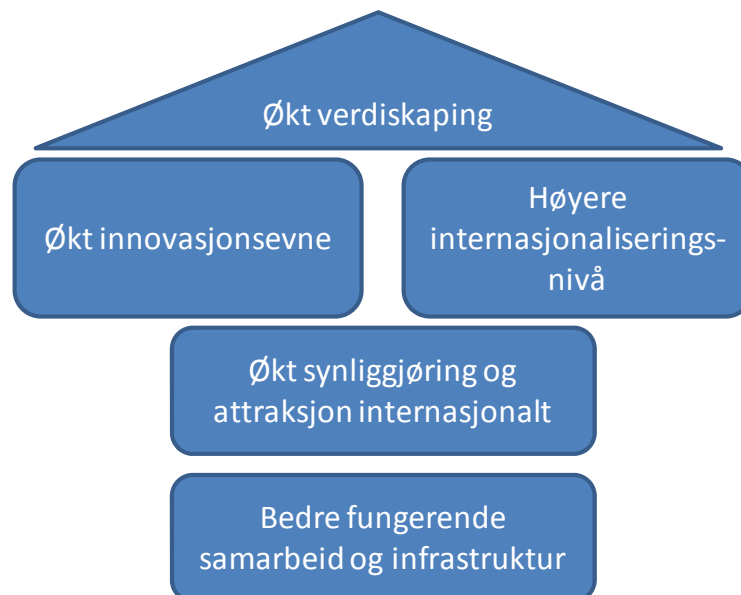 Økt verdiskaping
Økt innovasjonsevne
Høyere
internasjonaliserings-
nivå
Økt synliggjøring og
attraksjon internasjonalt
Bedre fungerende
samarbeid og infrastruktur